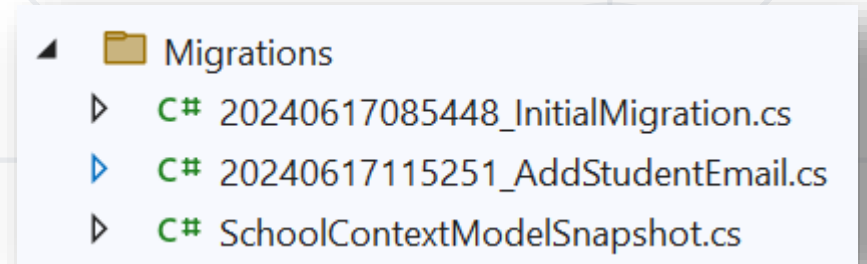 Migrations
C# 20240617085448_InitialMigration.cs
C# 20240617115251_AddStudentEmail.cs
C# SchoolContextModelSnapshot.cs